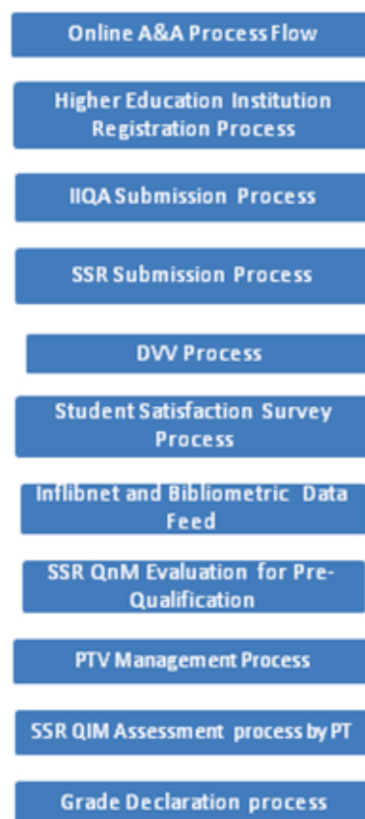 Online A&A Process Flow
Higher Education Institution
Registration Process
IIQA Submission Process
SSR Submission Process
DVV Process
Student Satisfaction Survey
Process
Inflibnet and Bibliometric Data
Feed
SSR QnM Evaluation for Pre-
Qualification
PTV Management Process
SSR QlM Assessment process by PT
Grade Declaration process